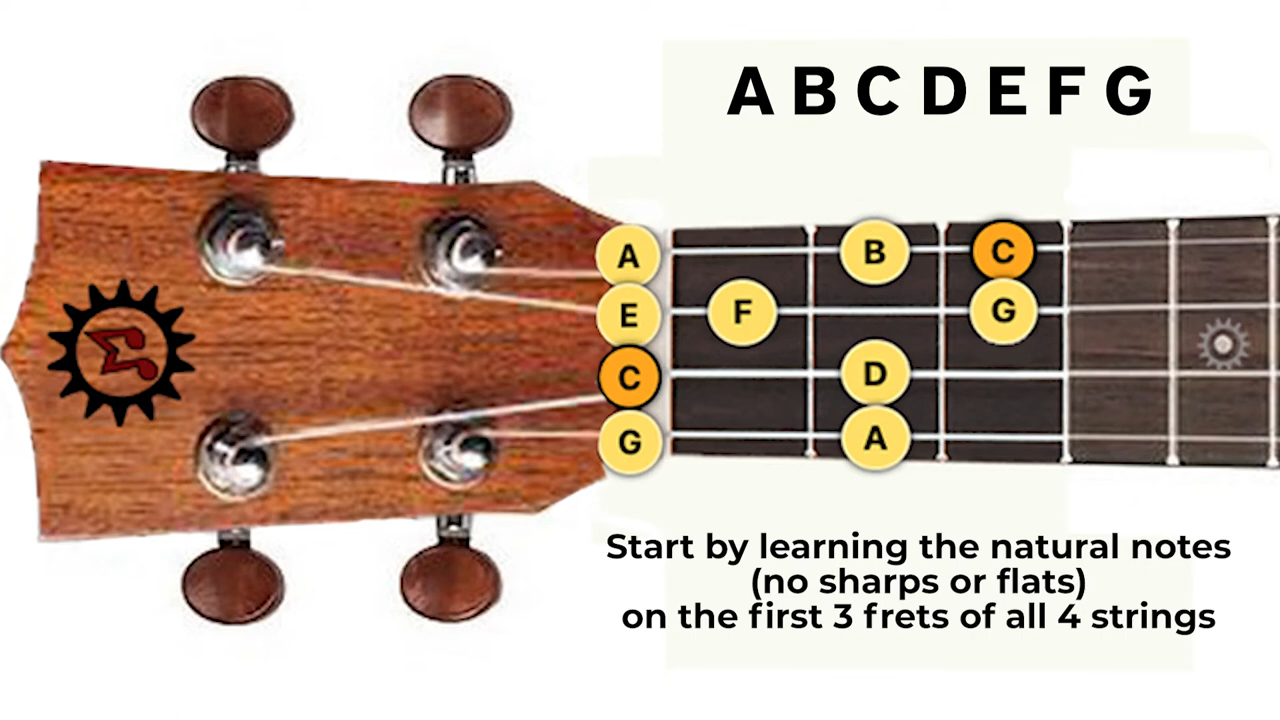 A B C D E F G
A B C
E F G
C D
G A
Start by learning the natural notes
(no sharps or flats)
on the first 3 frets of all 4 strings